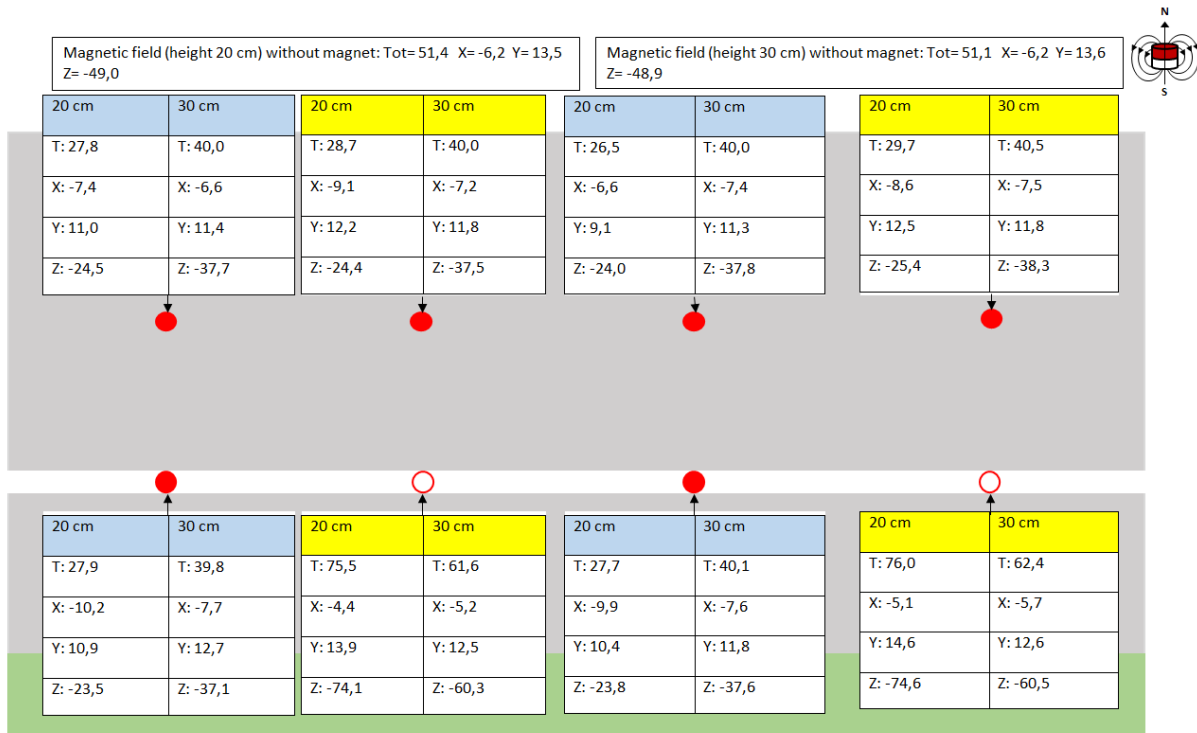 N
Magnetic field (height 20 cm) without magnet: Tot= 51,4 X= -6,2 Y= 13,5
Z= -49,0
Magnetic field (height 30 cm) without magnet: Tot= 51,1 X= -6,2 Y= 13,6
Z= -48,9
S
20 cm 30 cm 20 cm 30 cm 20 cm 30 cm 20 cm 30 cm
T: 27,8 T: 40,0 T: 28,7 T: 40,0 T: 26,5 T: 40,0 T: 29,7 T: 40,5
X: -7,4 X: -6,6 X: -9,1 X: -7,2 X: -6,6 X: -7,4 X: -8,6 X: -7,5
Y: 11,0 Y: 11,4 Y: 12,2 Y: 11,8 Y: 9,1 Y: 11,3 Y: 12,5 Y: 11,8
Z: -24,5 Z: -37,7 Z: -24,4 Z: -37,5 Z: -24,0 Z: -37,8 Z: -25,4 Z: -38,3
20 cm 30 cm 20 cm 30 cm 20 cm 30 cm 20 cm 30 cm
T: 27,9 T: 39,8 T: 75,5 T: 61,6 T: 27,7 T: 40,1 T: 76,0 T: 62,4
X: -10,2 X: -7,7 X: -4,4 X: -5,2 X: -9,9 X: -7,6 X: -5,1 X: -5,7
Y: 10,9 Y: 12,7 Y: 13,9 Y: 12,5 Y: 10,4 Y: 11,8 Y: 14,6 Y: 12,6
Z: -23,5 Z: -37,1 Z: -74,1 Z: -60,3 Z: -23,8 Z: -37,6 Z: -74,6 Z: -60,5